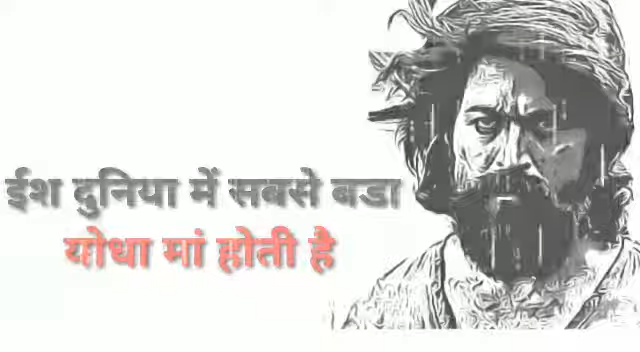 ईश दुनिया में सबसे बडा
योधा मां होती है